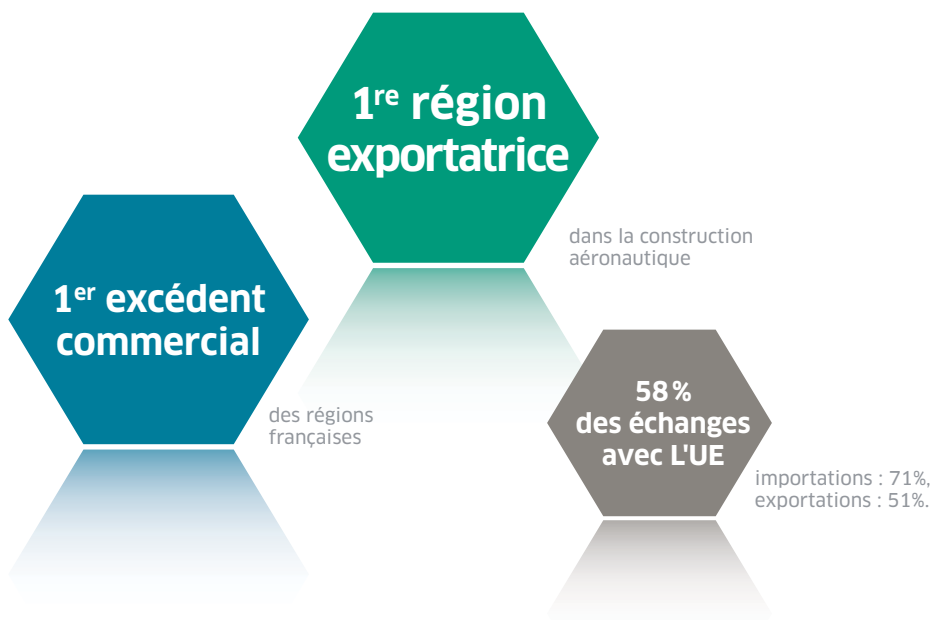 1re région
exportatrice
dans la construction
aéronautique
1er excédent
commercial
des régions
françaises
58%
des échanges
avec L'UE
importations : 71%,
exportations : 51%.